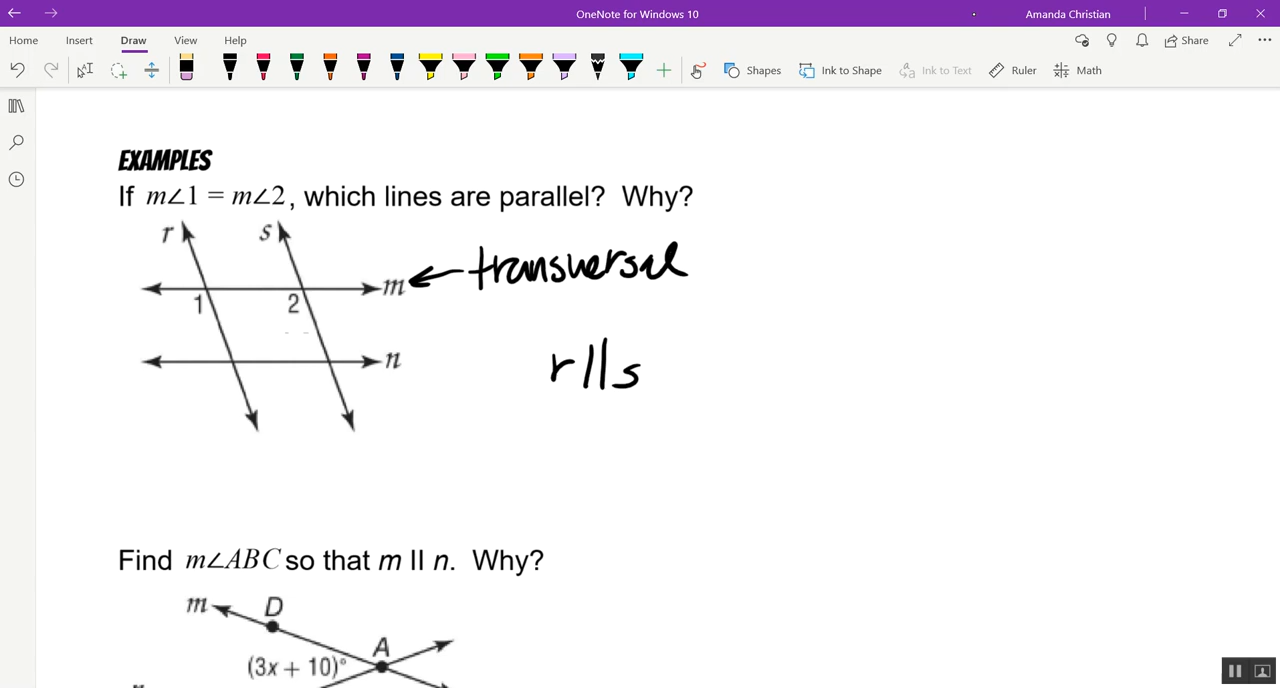 OneNote for Windows 10
Amanda Christian
Home Insert Draw View Help
Share
Shapes Ink to Shape Ink to Text Ruler Math
EXAMPLES
If m∠1 = m∠2, which lines are parallel? Why?
r s
m ← transversal
1 2
r||s
n
Find m∠ABC so that m || n. Why?
m D
A
(3x + 10)°